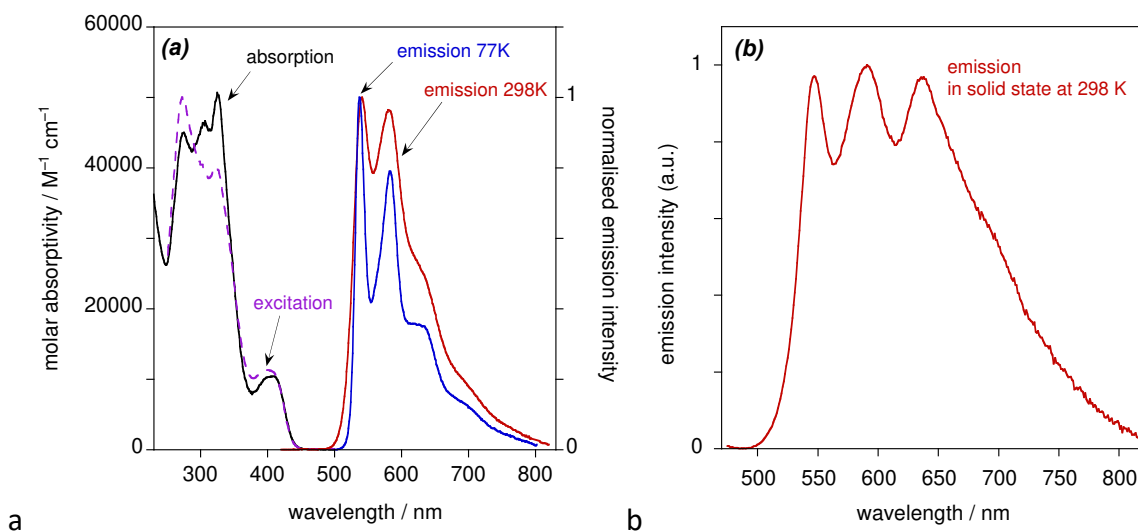 (a)
absorption
emission 77K
emission 298K
excitation
60000
50000
40000
20000
0
molar absorptivity / M⁻¹ cm⁻¹
1
0
normalised emission intensity
300 400 500 600 700 800
wavelength / nm
a
(b)
emission
in solid state at 298 K
1
0
emission intensity (a.u.)
500 550 600 650 700 750 800
wavelength / nm
b